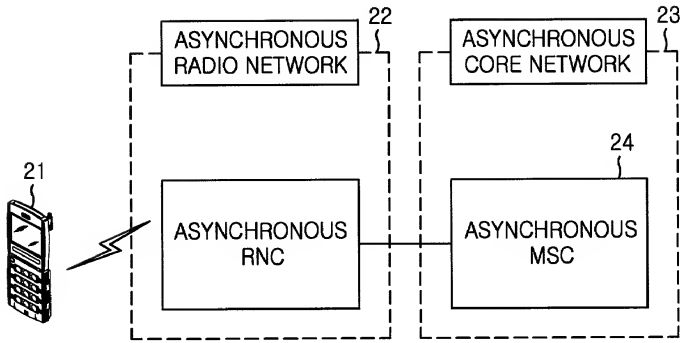 ASYNCHRONOUS
RADIO NETWORK
22
ASYNCHRONOUS
CORE NETWORK
23
21
ASYNCHRONOUS
RNC
24
ASYNCHRONOUS
MSC